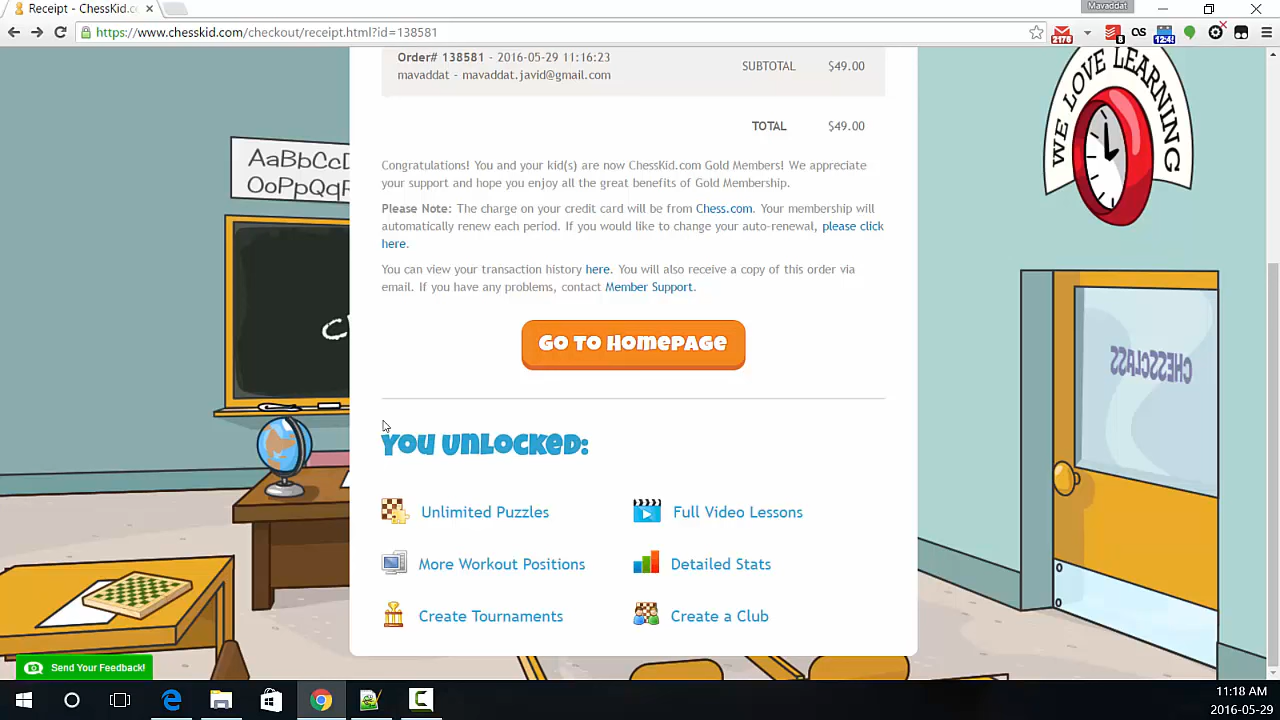 Receipt - ChessKid.c
Mavaddat
https://www.chesskid.com/checkout/receipt.html?id=138581
2176
8
as
12:41
Order# 138581 - 2016-05-29 11:16:23
mavaddat - mavaddat.javid@gmail.com
SUBTOTAL $49.00
TOTAL $49.00
Congratulations! You and your kid(s) are now ChessKid.com Gold Members! We appreciate
your support and hope you enjoy all the great benefits of Gold Membership.
Please Note: The charge on your credit card will be from Chess.com. Your membership will
automatically renew each period. If you would like to change your auto-renewal, please click
here.
You can view your transaction history here. You will also receive a copy of this order via
email. If you have any problems, contact Member Support.
Go to Homepage
You Unlocked:
Unlimited Puzzles Full Video Lessons
More Workout Positions Detailed Stats
Create Tournaments Create a Club
AaBbCcD
OoPpQqR
C
WE LOVE LEARNING
CHESSCLASS
Send Your Feedback!
11:18 AM
2016-05-29